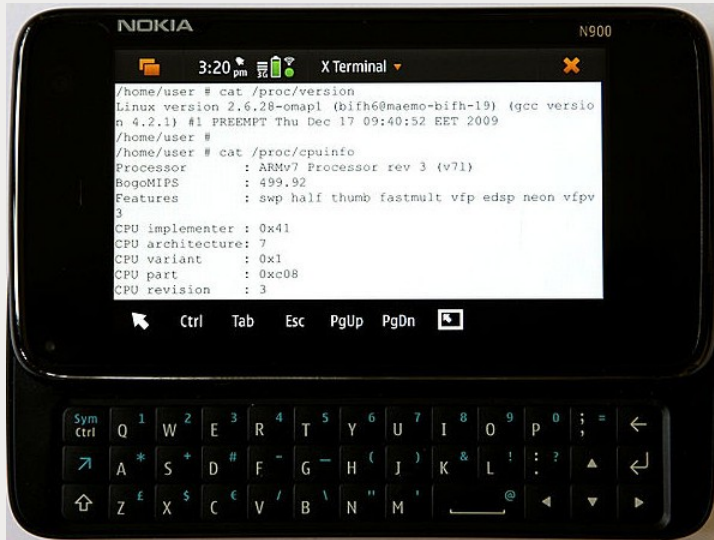 NOKIA
N900
3:20 pm 3G X Terminal
/home/user # cat /proc/version
Linux version 2.6.28-omap1 (bifh6@maemo-bifh-19) (gcc versio
n 4.2.1) #1 PREEMPT Thu Dec 17 09:40:52 EET 2009
/home/user #
/home/user # cat /proc/cpuinfo
Processor : ARMv7 Processor rev 3 (v7l)
BogoMIPS : 499.92
Features : swp half thumb fastmult vfp edsp neon vfpv
3
CPU implementer : 0x41
CPU architecture: 7
CPU variant : 0x1
CPU part : 0xc08
CPU revision : 3
Ctrl Tab Esc PgUp PgDn
Sym Ctrl Q 1 W 2 E 3 R 4 T 5 Y 6 U 7 I 8 O 9 P 0 ; , = ←
↗ A * S + D # F - G _ H ( J ) K & L ! : . ? ▲ ↵
⇧ Z £ X $ C € V / B \ N " M ' @ ◀ ▼ ▶